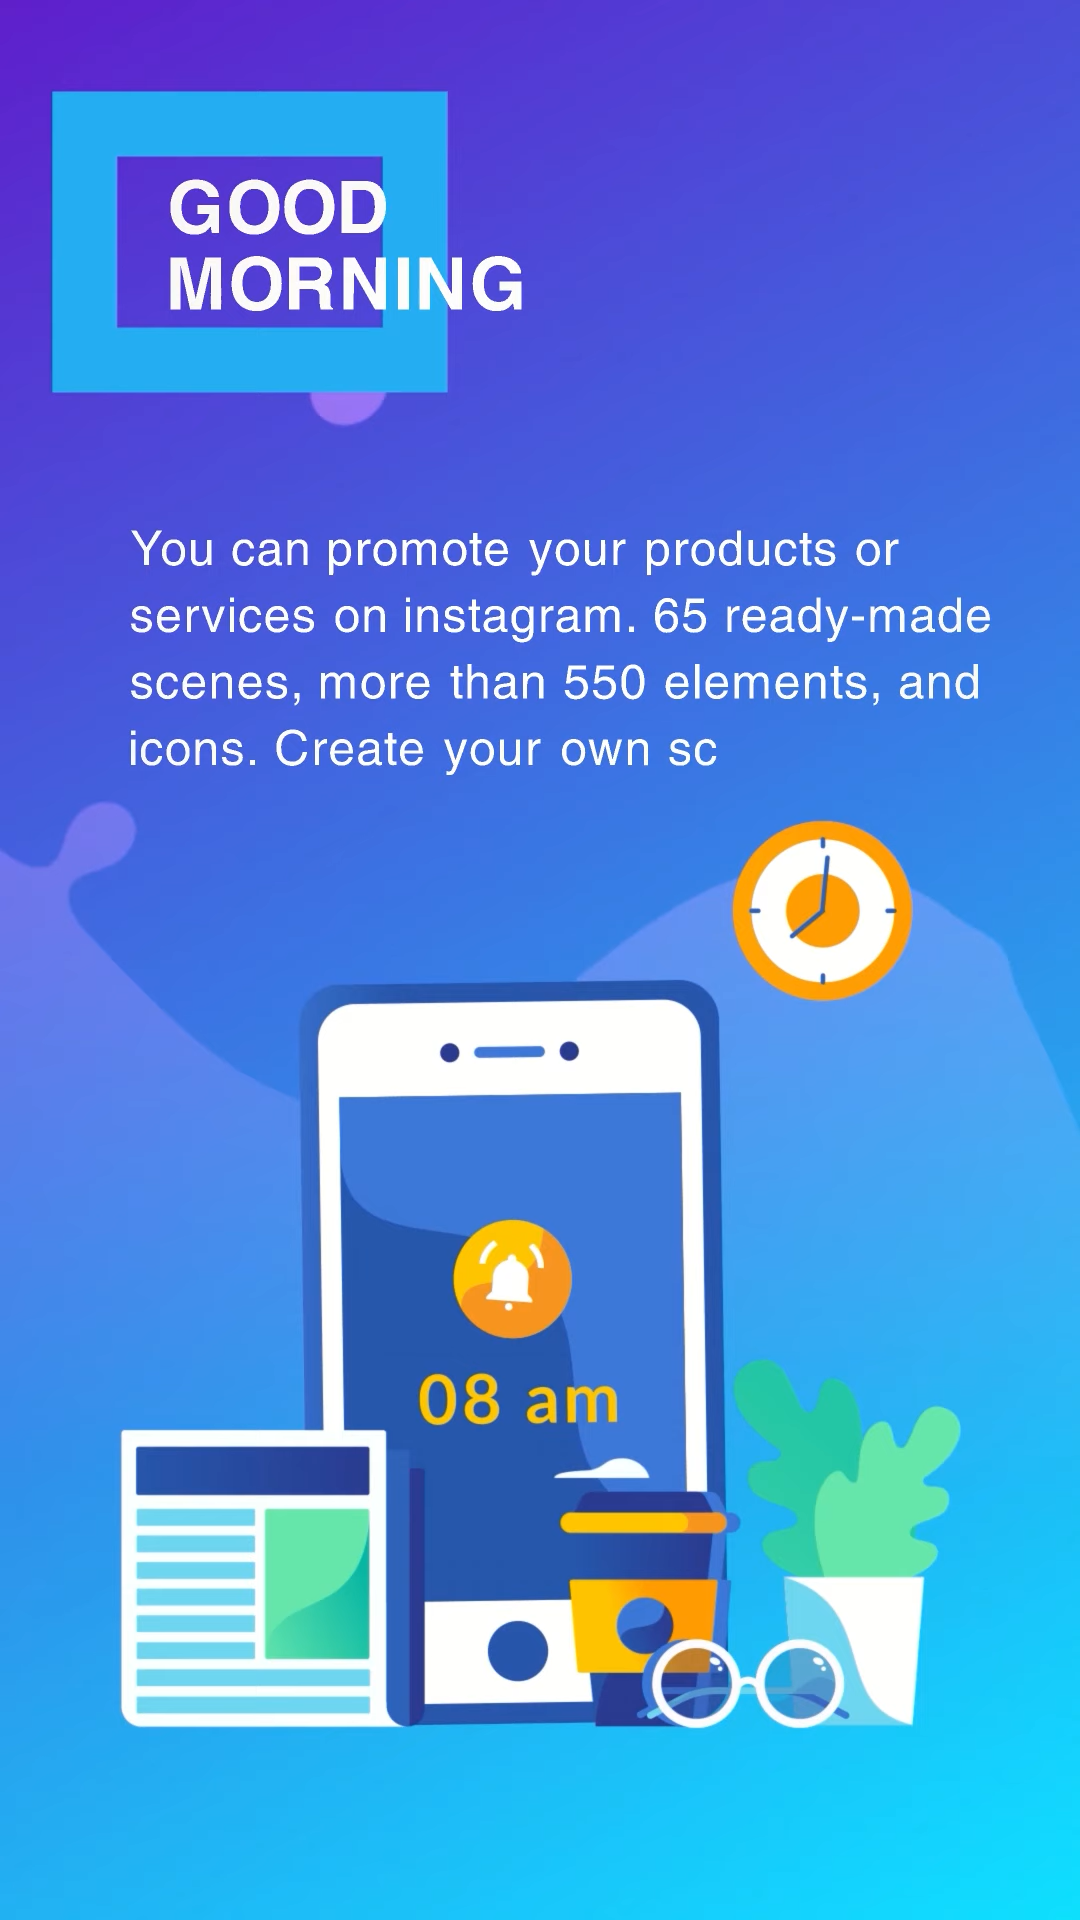 GOOD
MORNING
You can promote your products or
services on instagram. 65 ready-made
scenes, more than 550 elements, and
icons. Create your own sc
08 am